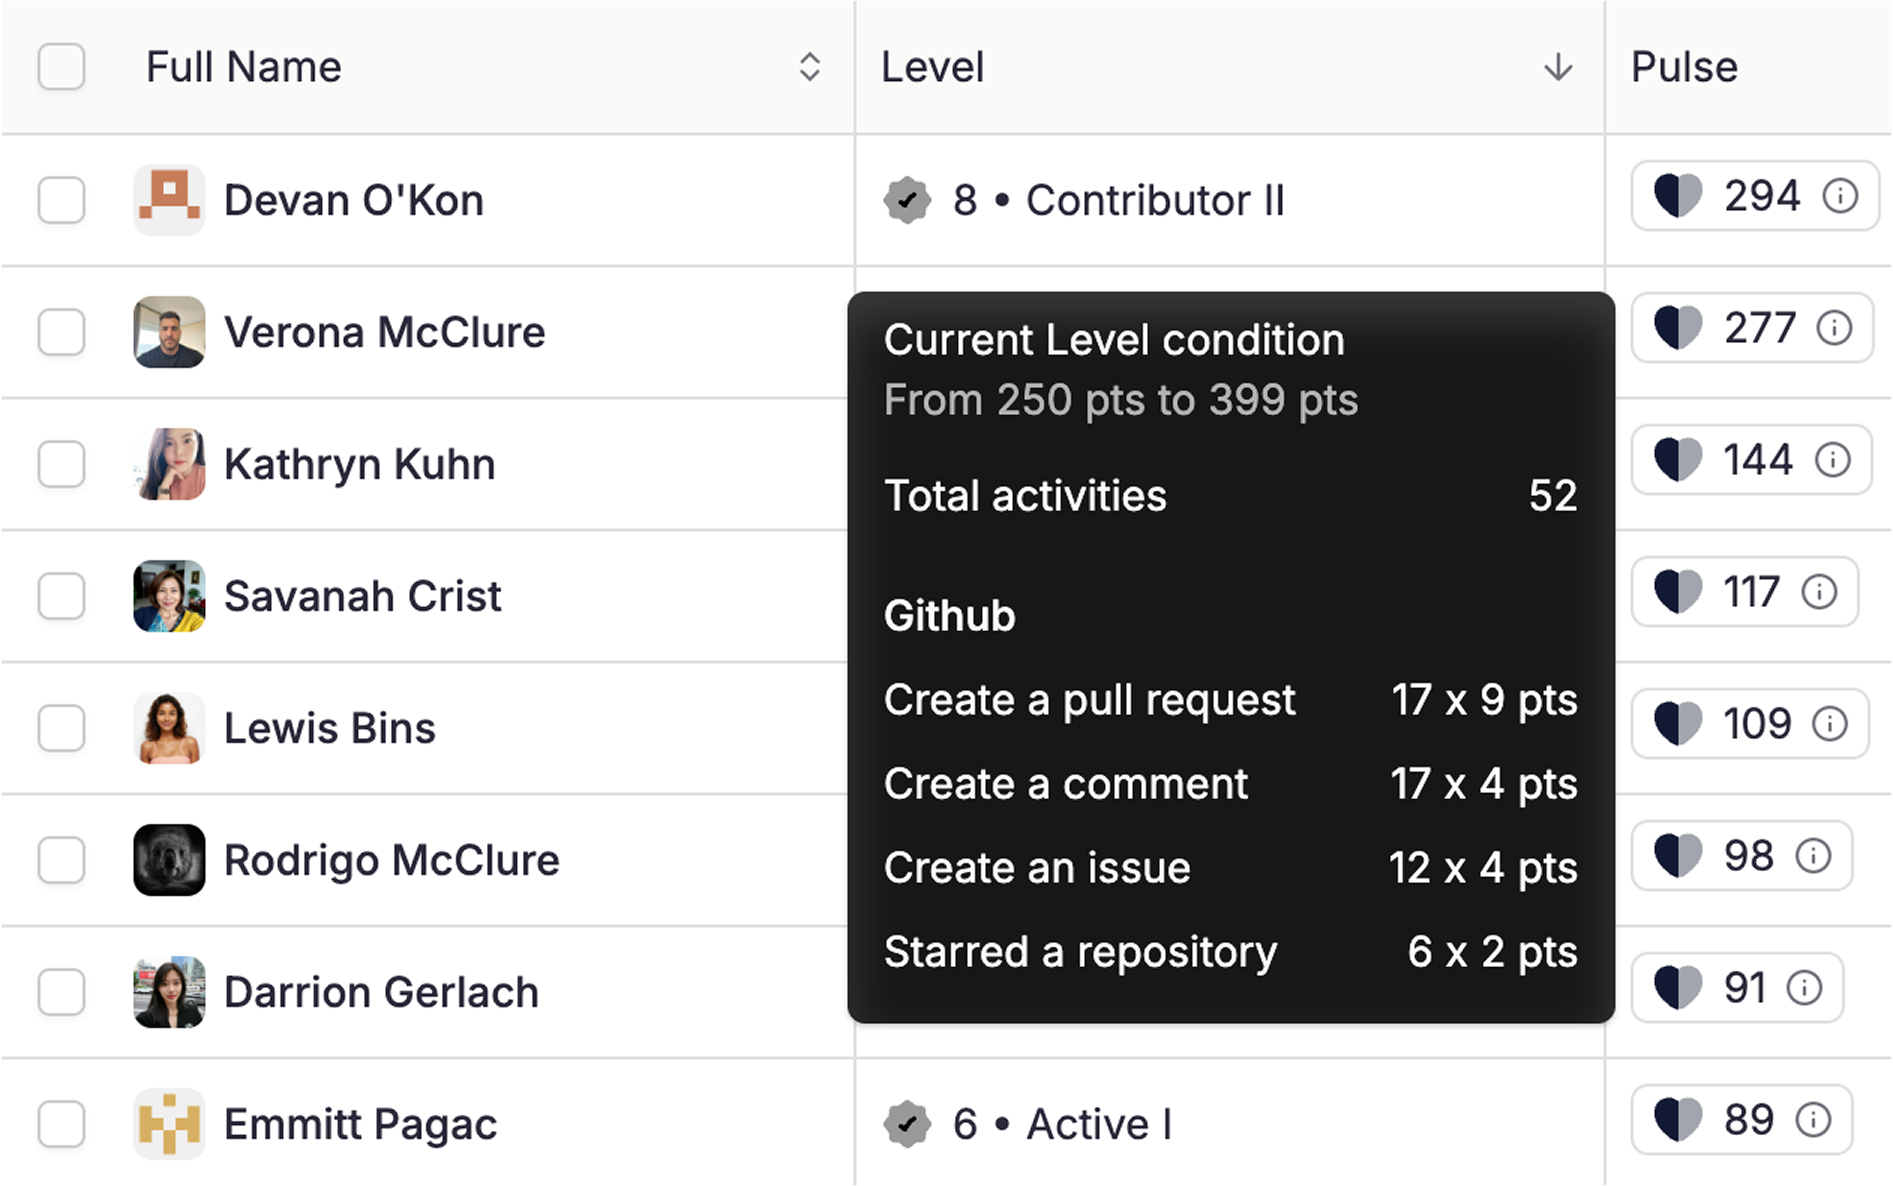 Full Name Level Pulse
Devan O'Kon 8 • Contributor II 294
Verona McClure 277
Current Level condition
From 250 pts to 399 pts
Kathryn Kuhn 144
Total activities 52
Savanah Crist 117
Github
Lewis Bins 109
Create a pull request 17 x 9 pts
Create a comment 17 x 4 pts
Rodrigo McClure 98
Create an issue 12 x 4 pts
Starred a repository 6 x 2 pts
Darrion Gerlach 91
Emmitt Pagac 6 • Active I 89